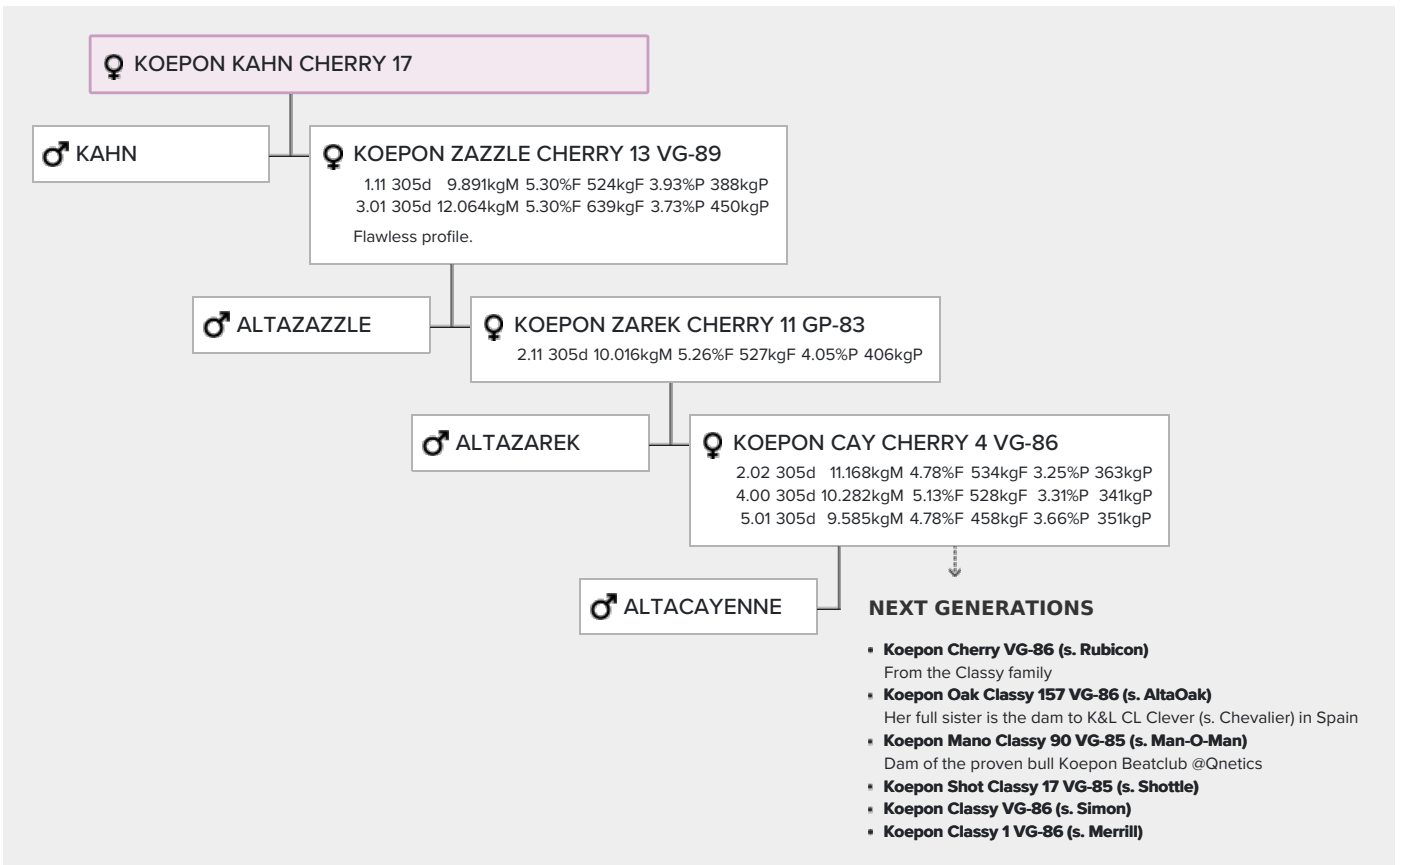 KOEPON KAHN CHERRY 17
KAHN
KOEPON ZAZZLE CHERRY 13 VG-89
1.11 305d 9.891kgM 5.30%F 524kgF 3.93%P 388kgP
3.01 305d 12.064kgM 5.30%F 639kgF 3.73%P 450kgP
Flawless profile.
ALTAZAZZLE
KOEPON ZAREK CHERRY 11 GP-83
2.11 305d 10.016kgM 5.26%F 527kgF 4.05%P 406kgP
ALTAZAREK
KOEPON CAY CHERRY 4 VG-86
2.02 305d 11.168kgM 4.78%F 534kgF 3.25%P 363kgP
4.00 305d 10.282kgM 5.13%F 528kgF 3.31%P 341kgP
5.01 305d 9.585kgM 4.78%F 458kgF 3.66%P 351kgP
ALTACAYENNE
NEXT GENERATIONS
Koepon Cherry VG-86 (s. Rubicon)
From the Classy family
Koepon Oak Classy 157 VG-86 (s. AltaOak)
Her full sister is the dam to K&L CL Clever (s. Chevalier) in Spain
Koepon Mano Classy 90 VG-85 (s. Man-O-Man)
Dam of the proven bull Koepon Beatclub @Qnetics
Koepon Shot Classy 17 VG-85 (s. Shottle)
Koepon Classy VG-86 (s. Simon)
Koepon Classy 1 VG-86 (s. Merrill)